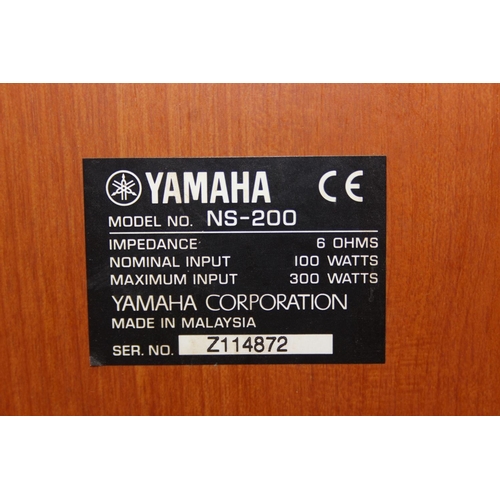 YAMAHA CE
MODEL NO. NS-200
IMPEDANCE 6 OHMS
NOMINAL INPUT 100 WATTS
MAXIMUM INPUT 300 WATTS
YAMAHA CORPORATION
MADE IN MALAYSIA
SER. NO. Z114872